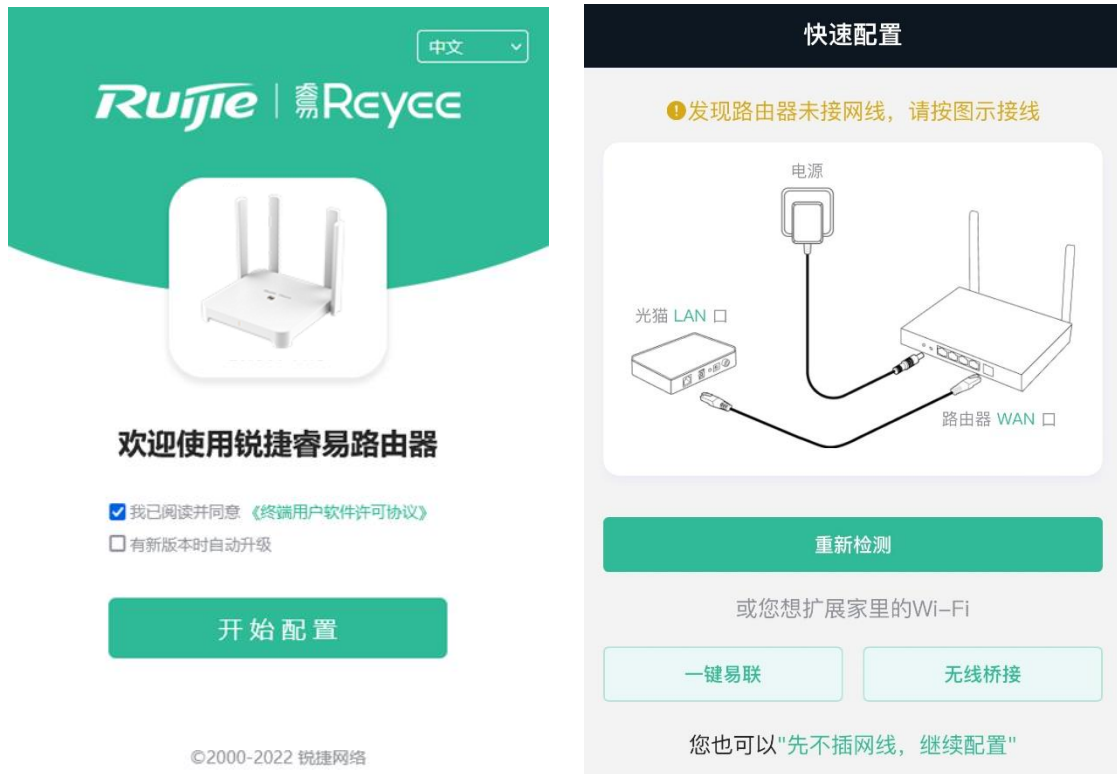 中文
Ruijie | 睿易Reyee
欢迎使用锐捷睿易路由器
我已阅读并同意 《终端用户软件许可协议》
有新版本时自动升级
开始配置
©2000-2022 锐捷网络
快速配置
发现路由器未接网线，请按图示接线
电源
光猫 LAN 口
路由器 WAN 口
重新检测
或您想扩展家里的Wi-Fi
一键易联
无线桥接
您也可以"先不插网线，继续配置"